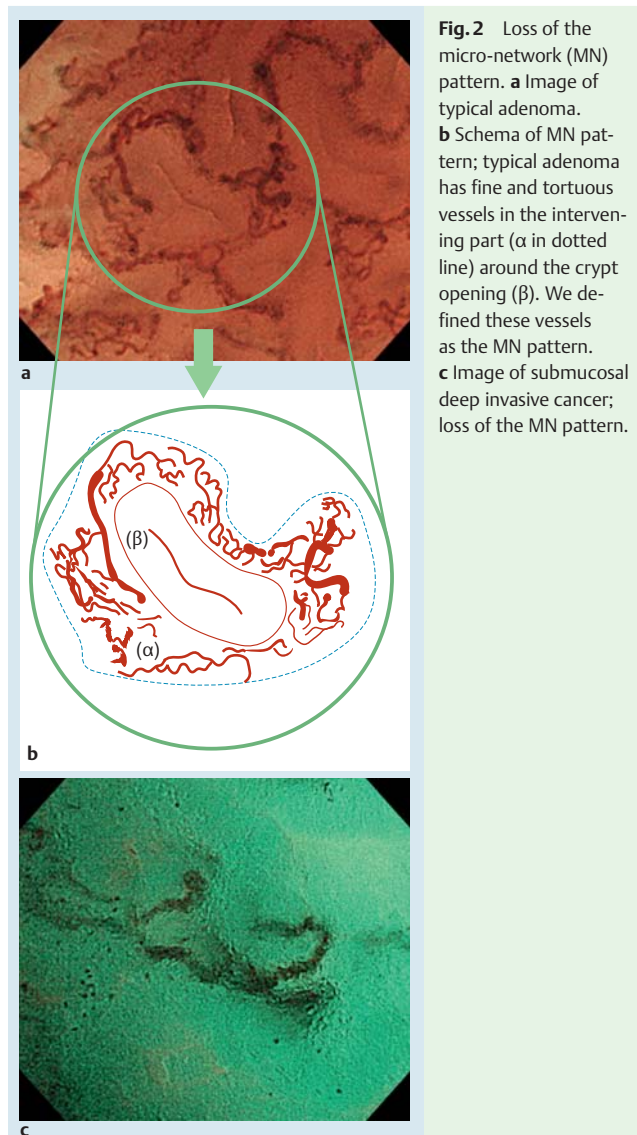 Fig. 2 Loss of the
micro-network (MN)
pattern. a Image of
typical adenoma.
b Schema of MN pat-
tern; typical adenoma
has fine and tortuous
vessels in the interven-
ing part (α in dotted
line) around the crypt
opening (β). We de-
fined these vessels
as the MN pattern.
c Image of submucosal
deep invasive cancer;
loss of the MN pattern.
a
(β)
(α)
b
c